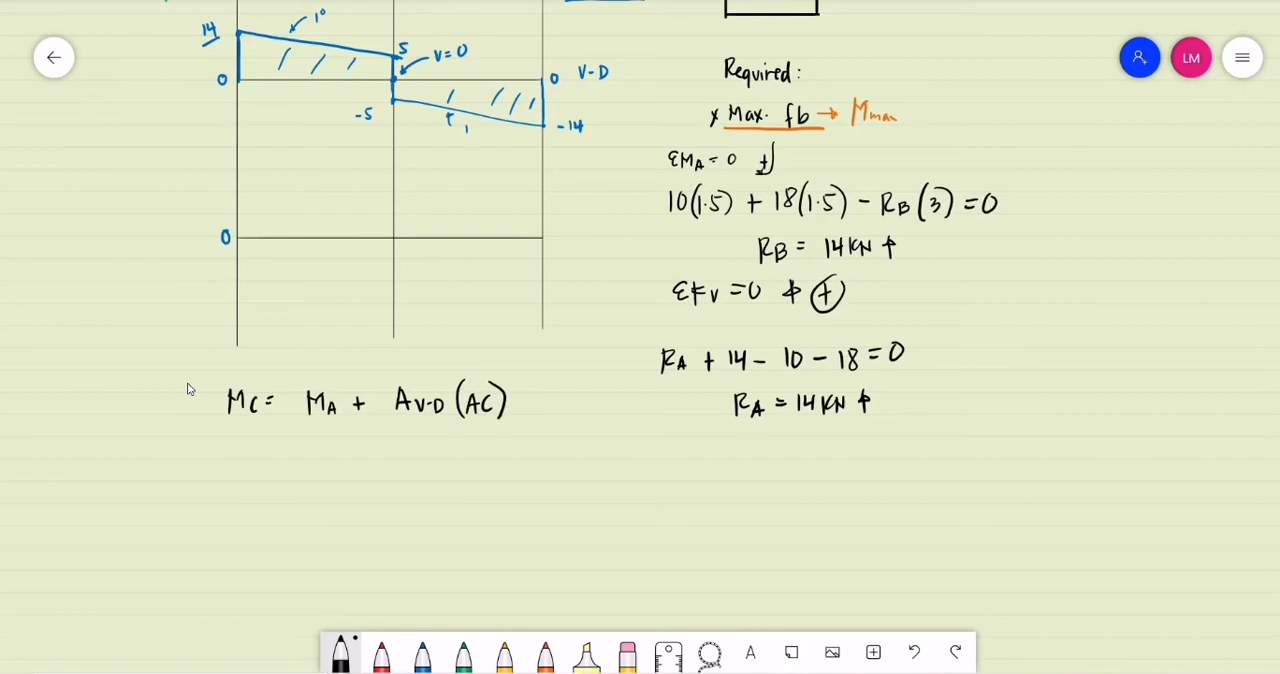 14
1°
5
V=0
0
0 V-D
-5
1
-14
0
Required:
x Max. fb → Mmax
ΣMA = 0 +
10(1.5) + 18(1.5) - RB(3) = 0
RB = 14KN ↑
ΣFV = 0 ↑ +
RA + 14 - 10 - 18 = 0
RA = 14KN ↑
MC = MA + AV-D (AC)
LM
A